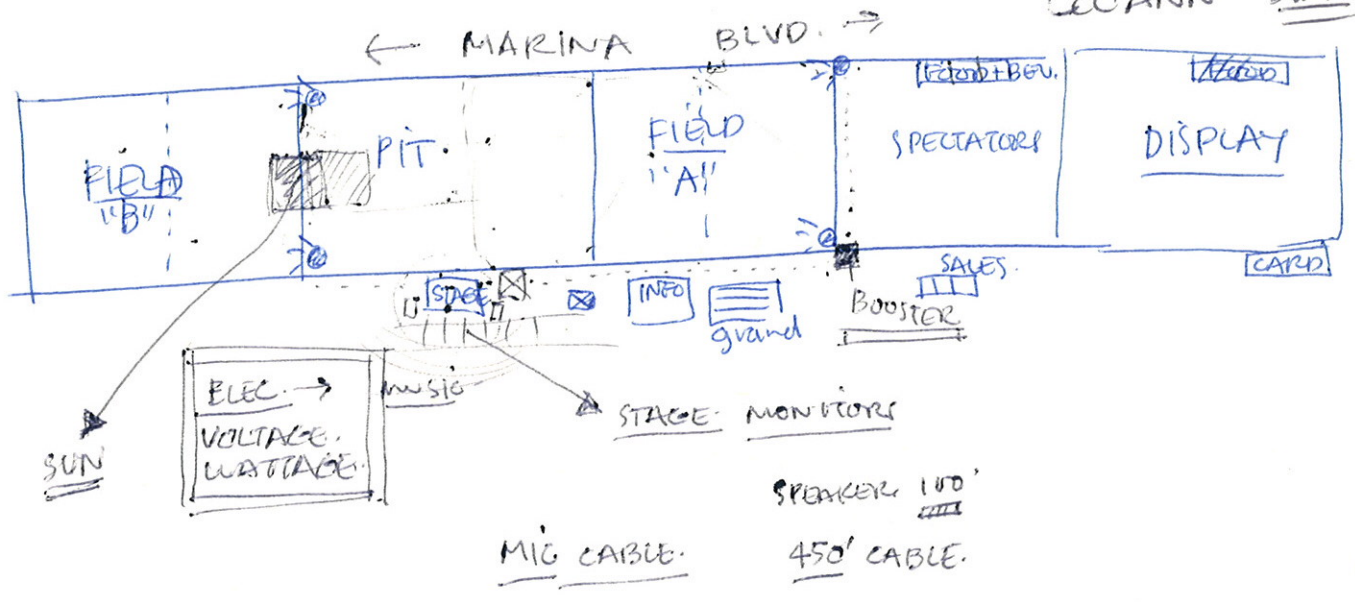 ← MARINA BLVD. →
FOOD+BEV.
FOOD
FIELD
"B"
PIT
FIELD
"A"
SPECTATORS
DISPLAY
STAGE
INFO
grand
SALES
CARD
BOOSTER
ELEC. → MUSIC
VOLTAGE.
WATTAGE.
SUN
STAGE MONITORS
SPEAKER 100'
MIC CABLE. 450' CABLE.